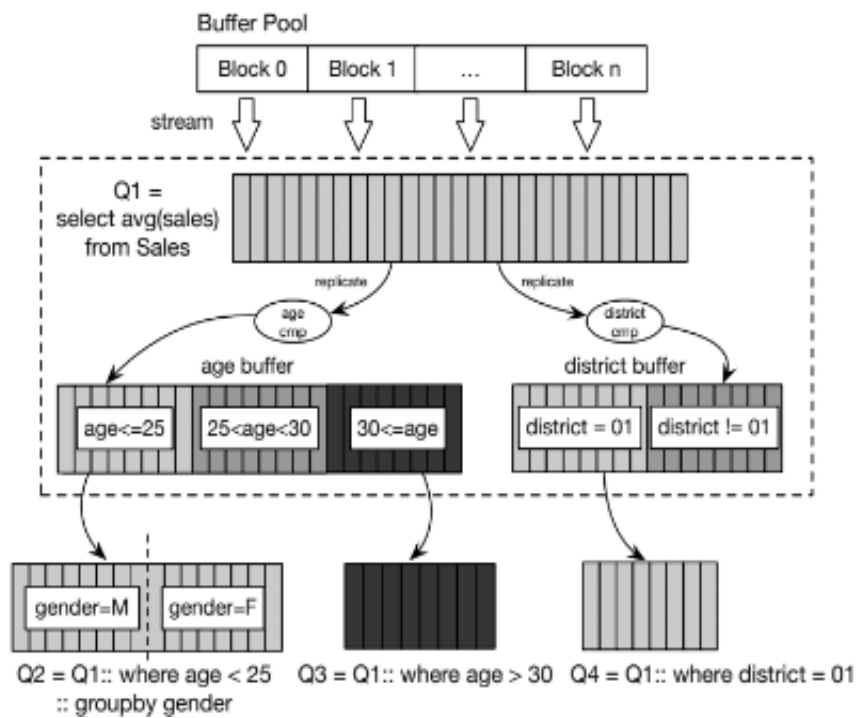 Buffer Pool
Block 0
Block 1
...
Block n
stream
Q1 =
select avg(sales)
from Sales
replicate
replicate
age
cmp
district
cmp
age buffer
district buffer
age<=25
25<age<30
30<=age
district = 01
district != 01
gender=M
gender=F
Q2 = Q1:: where age < 25
:: groupby gender
Q3 = Q1:: where age > 30
Q4 = Q1:: where district = 01